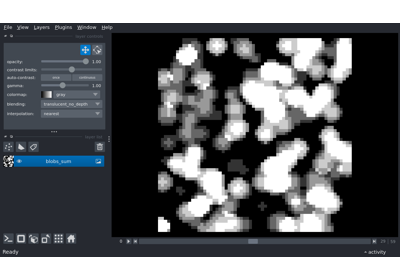 File View Layers Plugins Window Help
opacity: 1.00
contrast limits:
auto-contrast: once continuous
gamma: 1.00
colormap: gray
blending: translucent_no_depth
interpolation: nearest
blobs_sum
Ready
activity